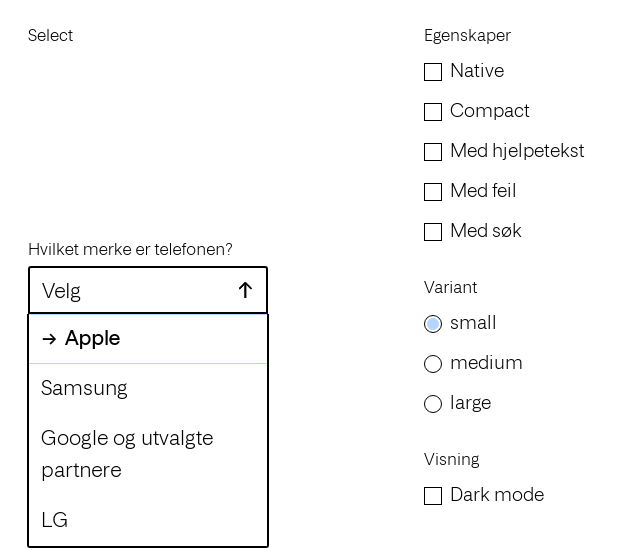 Select
Hvilket merke er telefonen?
Velg
Apple
Samsung
Google og utvalgte
partnere
LG
Egenskaper
Native
Compact
Med hjelpetekst
Med feil
Med søk
Variant
small
medium
large
Visning
Dark mode